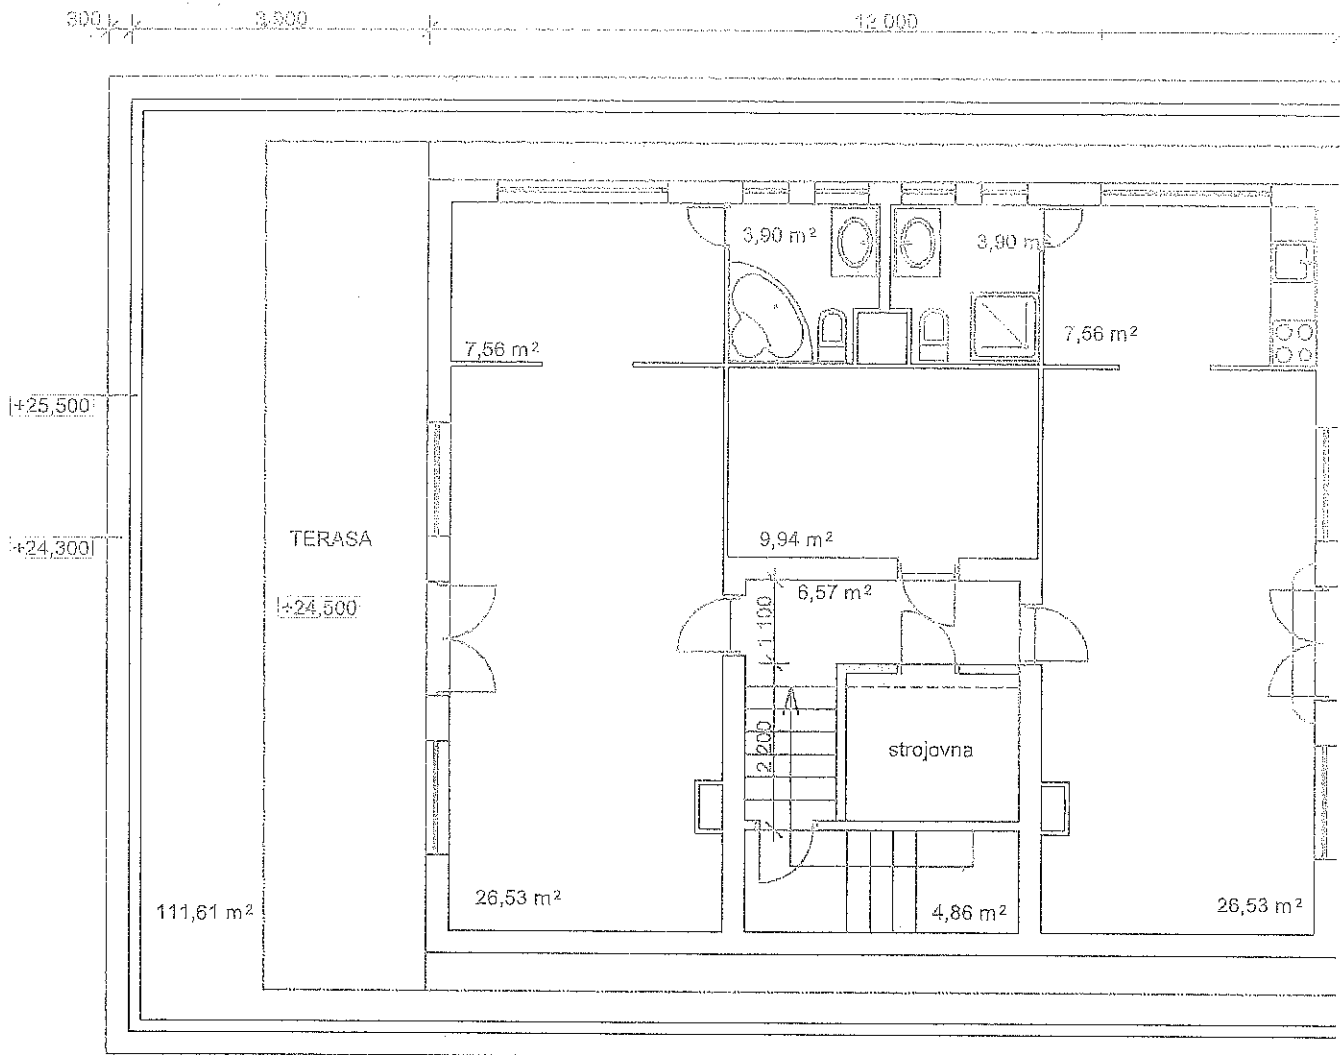 300 3,900 12,000
3,90 m²
3,90 m²
7,56 m²
7,56 m²
+25,500
+24,300
TERASA
9,94 m²
6,57 m²
+24,500
1,100
2,200
strojovna
26,53 m²
111,61 m²
4,86 m²
26,53 m²